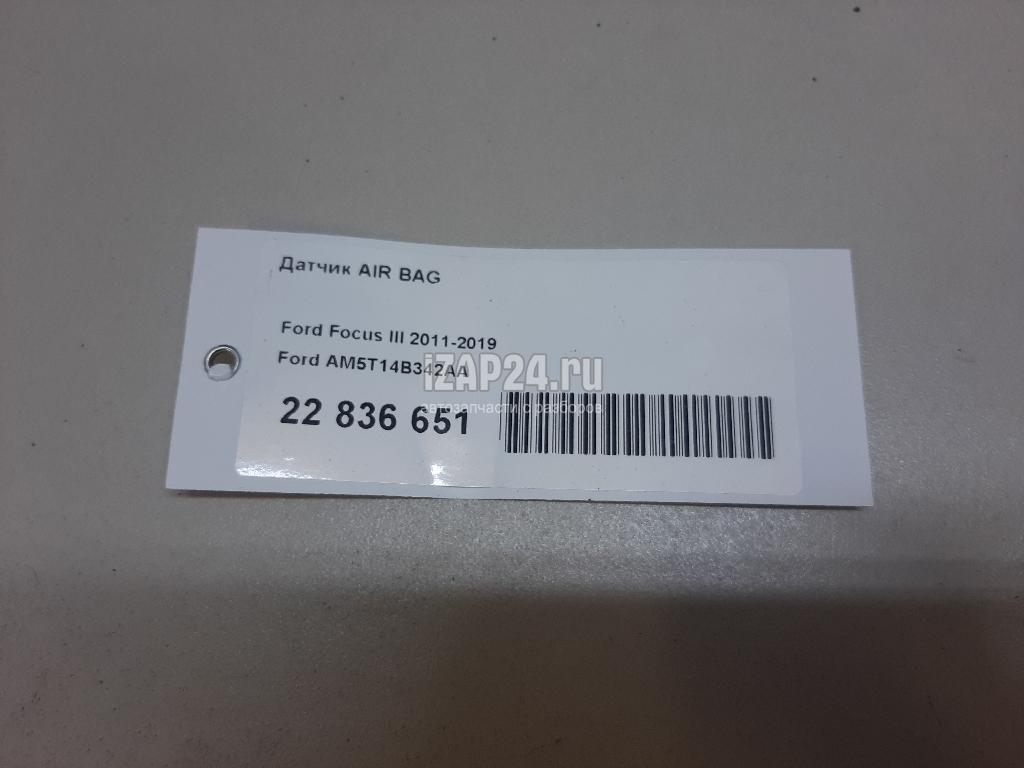 Датчик AIR BAG
Ford Focus III 2011-2019
Ford AM5T14B342AA
iZAP24.ru
автозапчасти с разборов
22 836 651